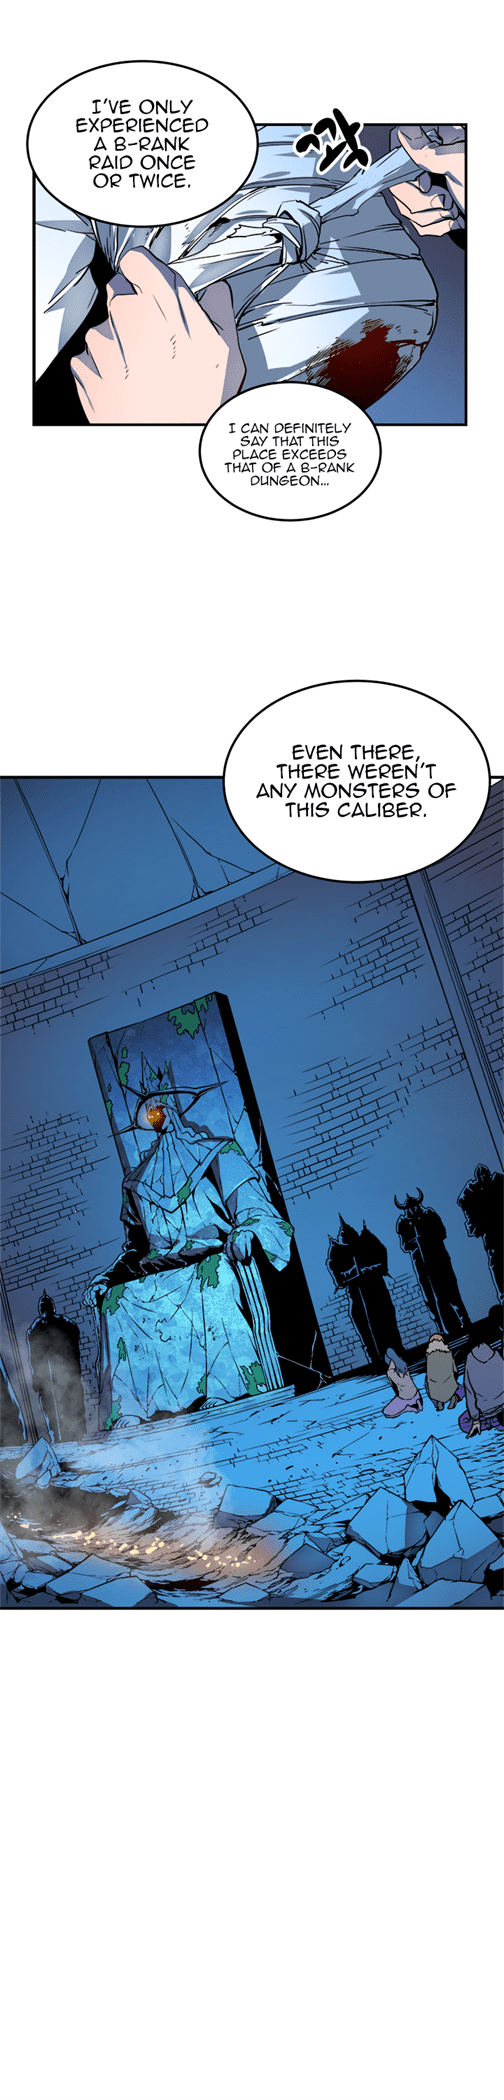 I'VE ONLY
EXPERIENCED
A B-RANK
RAID ONCE
OR TWICE.
I CAN DEFINITELY
SAY THAT THIS
PLACE EXCEEDS
THAT OF A B-RANK
DUNGEON...
EVEN THERE,
THERE WEREN'T
ANY MONSTERS OF
THIS CALIBER.